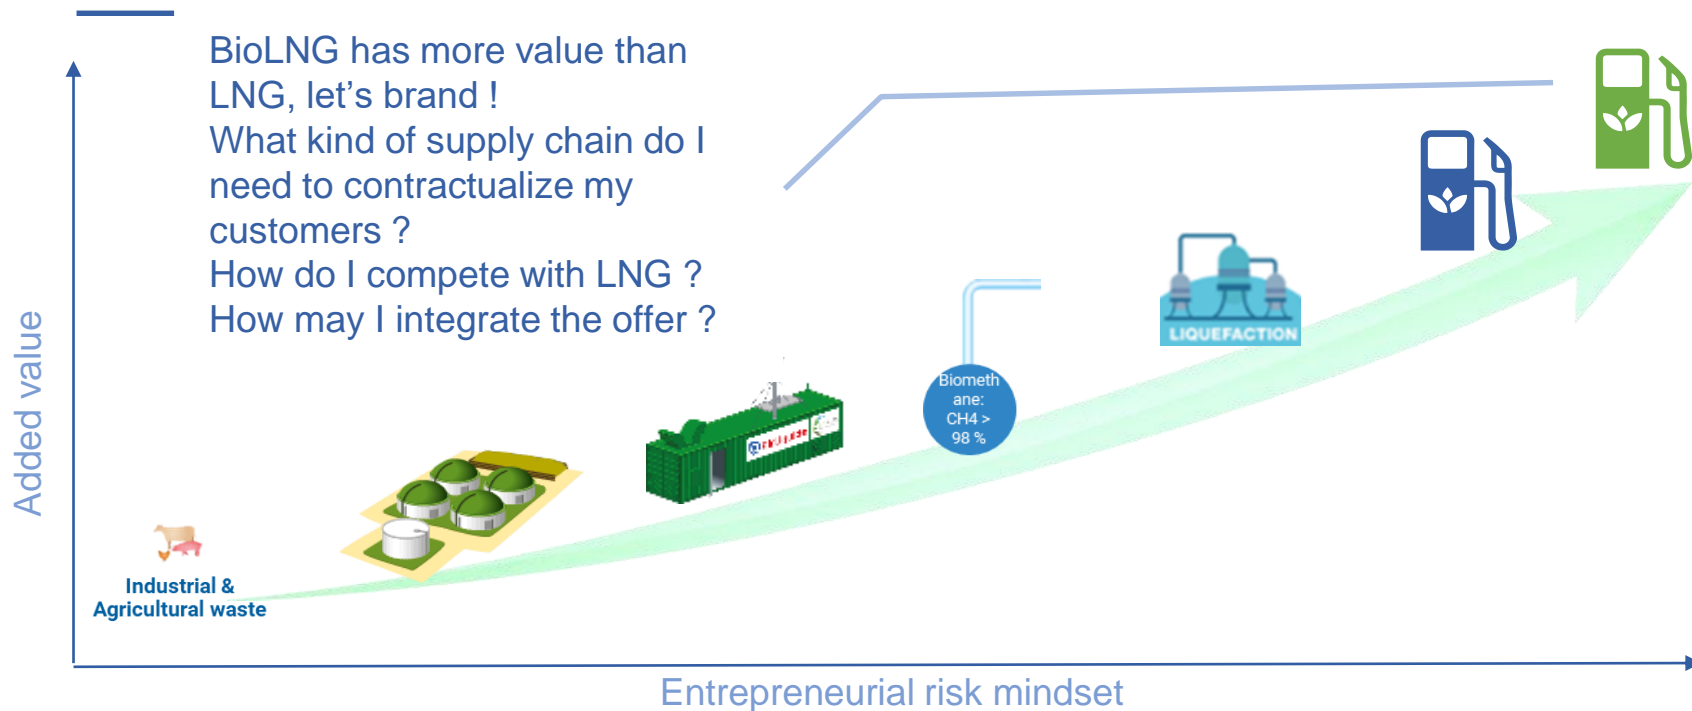 BioLNG has more value than
LNG, let's brand !
What kind of supply chain do I
need to contractualize my
customers ?
How do I compete with LNG ?
How may I integrate the offer ?
Added value
LIQUEFACTION
Biometh
ane:
CH4 >
98 %
Air Liquide
Industrial &
Agricultural waste
Entrepreneurial risk mindset